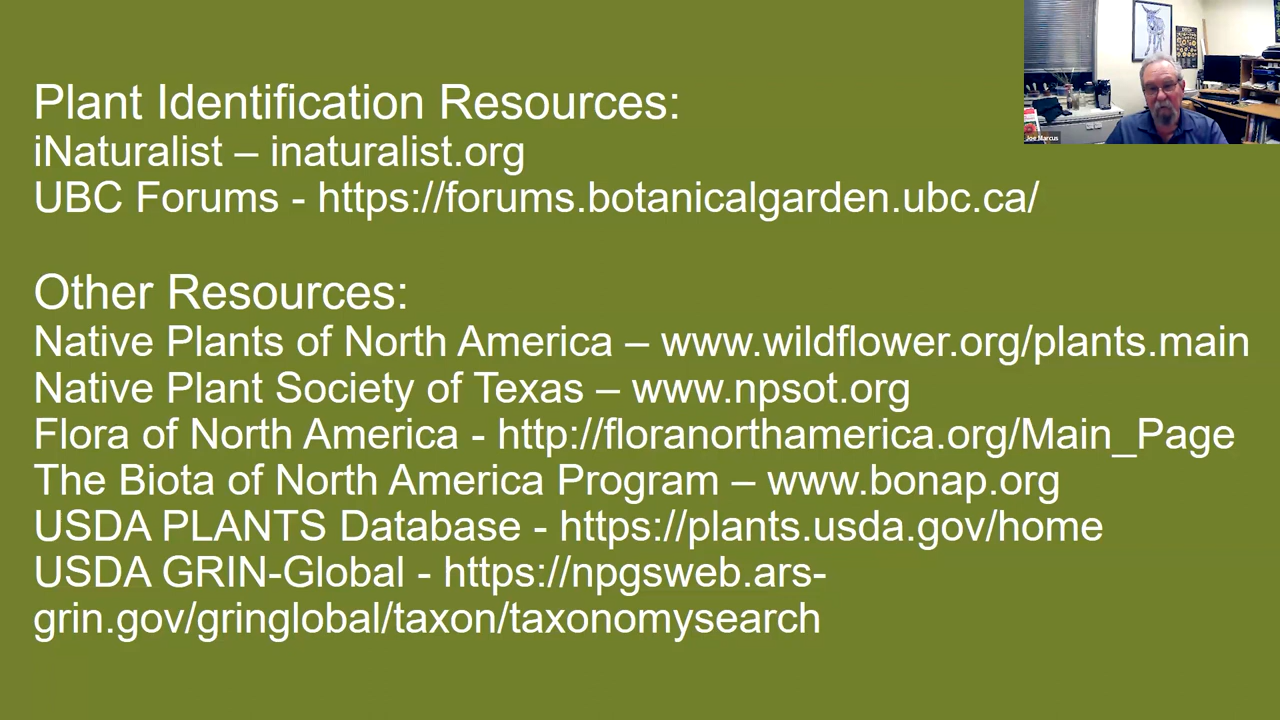 Plant Identification Resources:
iNaturalist – inaturalist.org
UBC Forums - https://forums.botanicalgarden.ubc.ca/
Other Resources:
Native Plants of North America – www.wildflower.org/plants.main
Native Plant Society of Texas – www.npsot.org
Flora of North America - http://floranorthamerica.org/Main_Page
The Biota of North America Program – www.bonap.org
USDA PLANTS Database - https://plants.usda.gov/home
USDA GRIN-Global - https://npgsweb.ars-
grin.gov/gringlobal/taxon/taxonomysearch
Joe Marcus